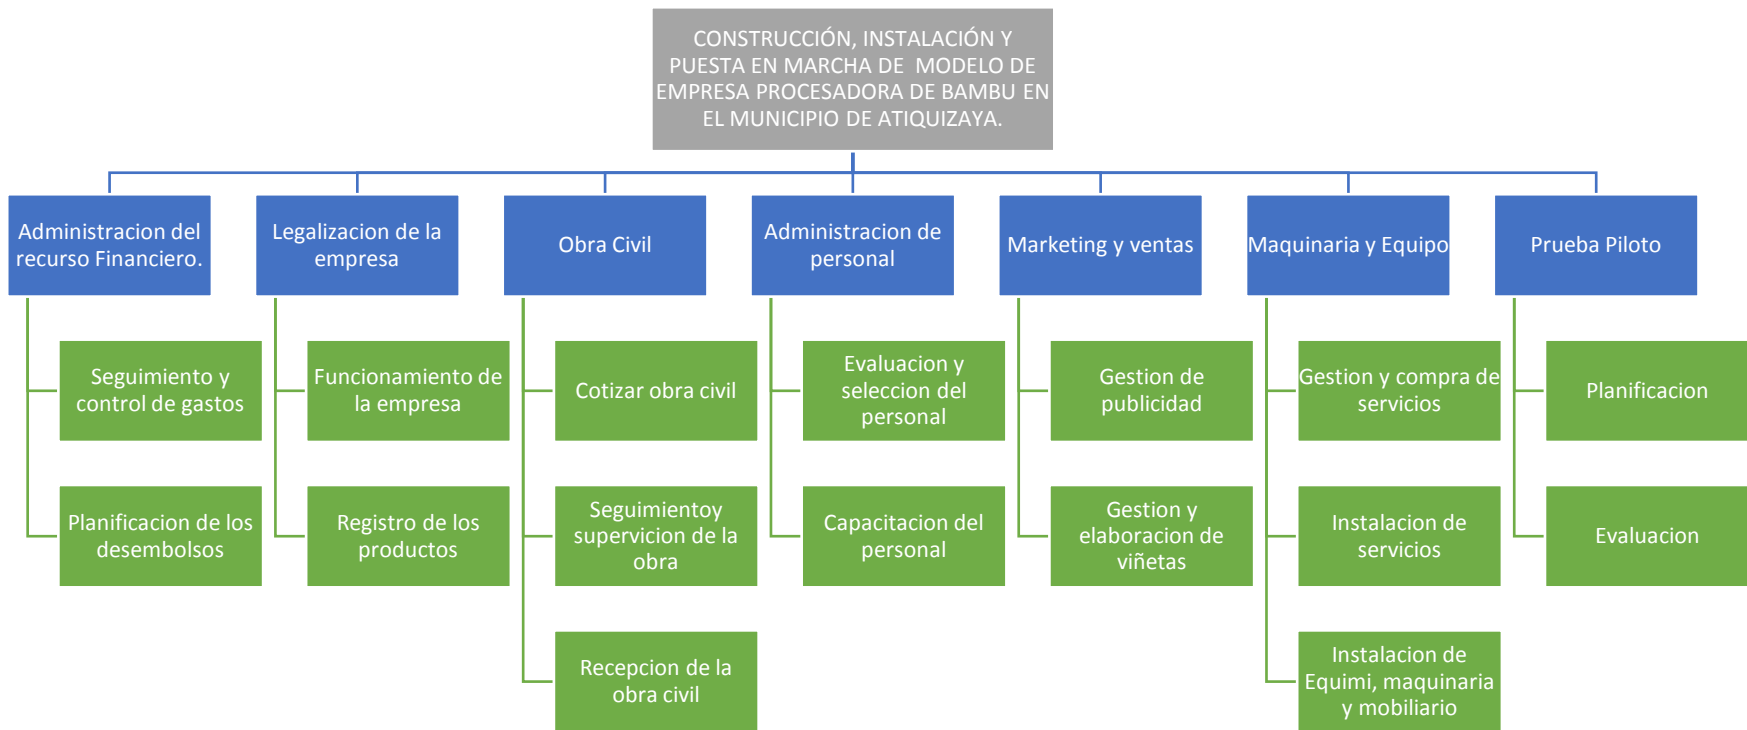 CONSTRUCCIÓN, INSTALACIÓN Y
PUESTA EN MARCHA DE MODELO DE
EMPRESA PROCESADORA DE BAMBU EN
EL MUNICIPIO DE ATIQUIZAYA.
Administracion del
recurso Financiero.
Legalizacion de la
empresa
Obra Civil
Administracion de
personal
Marketing y ventas
Maquinaria y Equipo
Prueba Piloto
Seguimiento y
control de gastos
Funcionamiento de
la empresa
Cotizar obra civil
Evaluacion y
seleccion del
personal
Gestion de
publicidad
Gestion y compra de
servicios
Planificacion
Planificacion de los
desembolsos
Registro de los
productos
Seguimientoy
supervicion de la
obra
Capacitacion del
personal
Gestion y
elaboracion de
viñetas
Instalacion de
servicios
Evaluacion
Recepcion de la
obra civil
Instalacion de
Equimi, maquinaria
y mobiliario